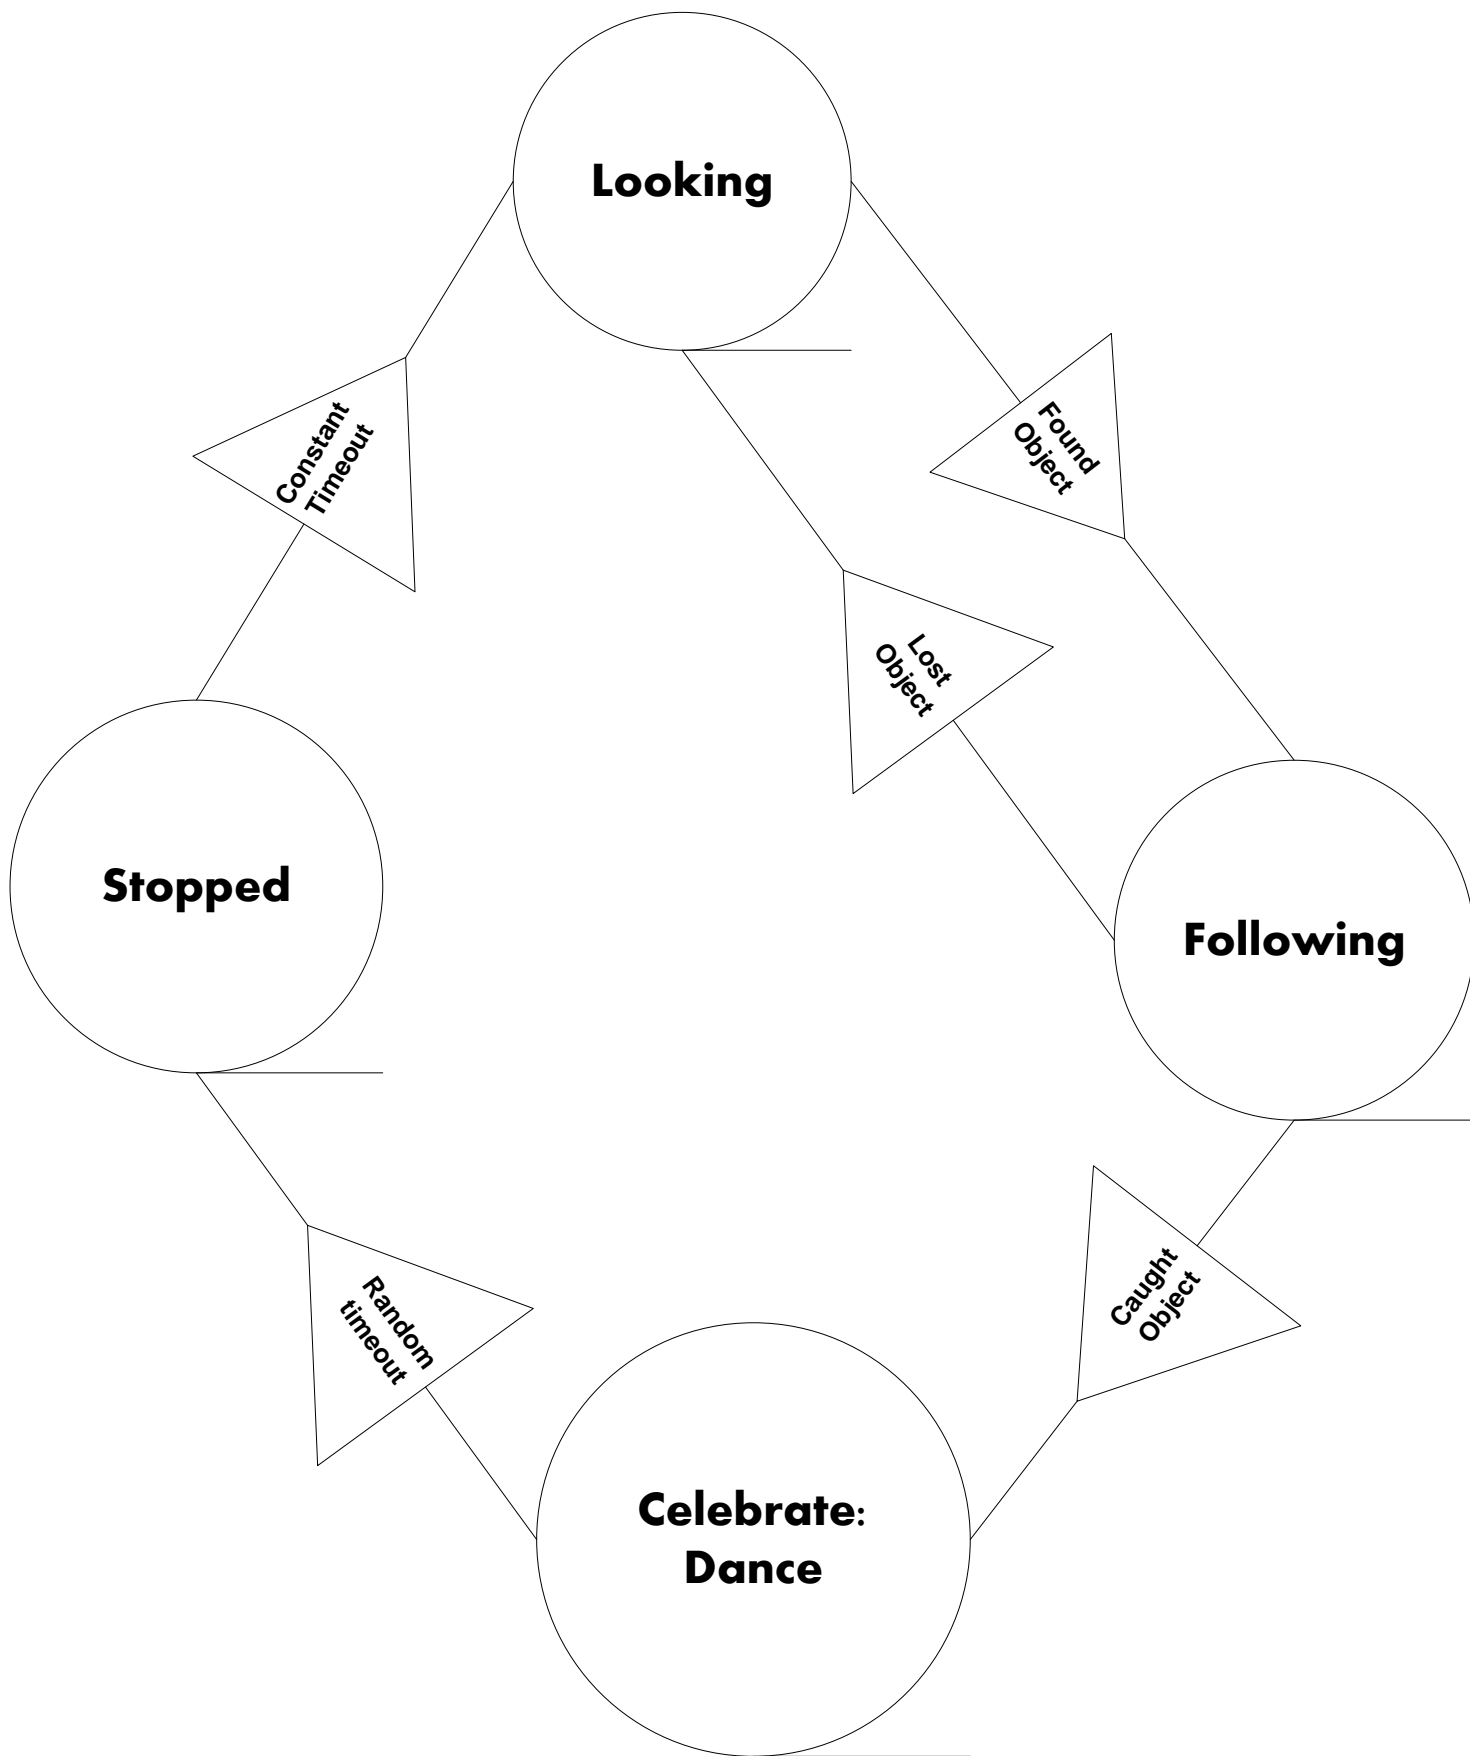 Looking
Constant
Timeout
Found
Object
Lost
Object
Stopped
Following
Caught
Object
Random
timeout
Celebrate:
Dance